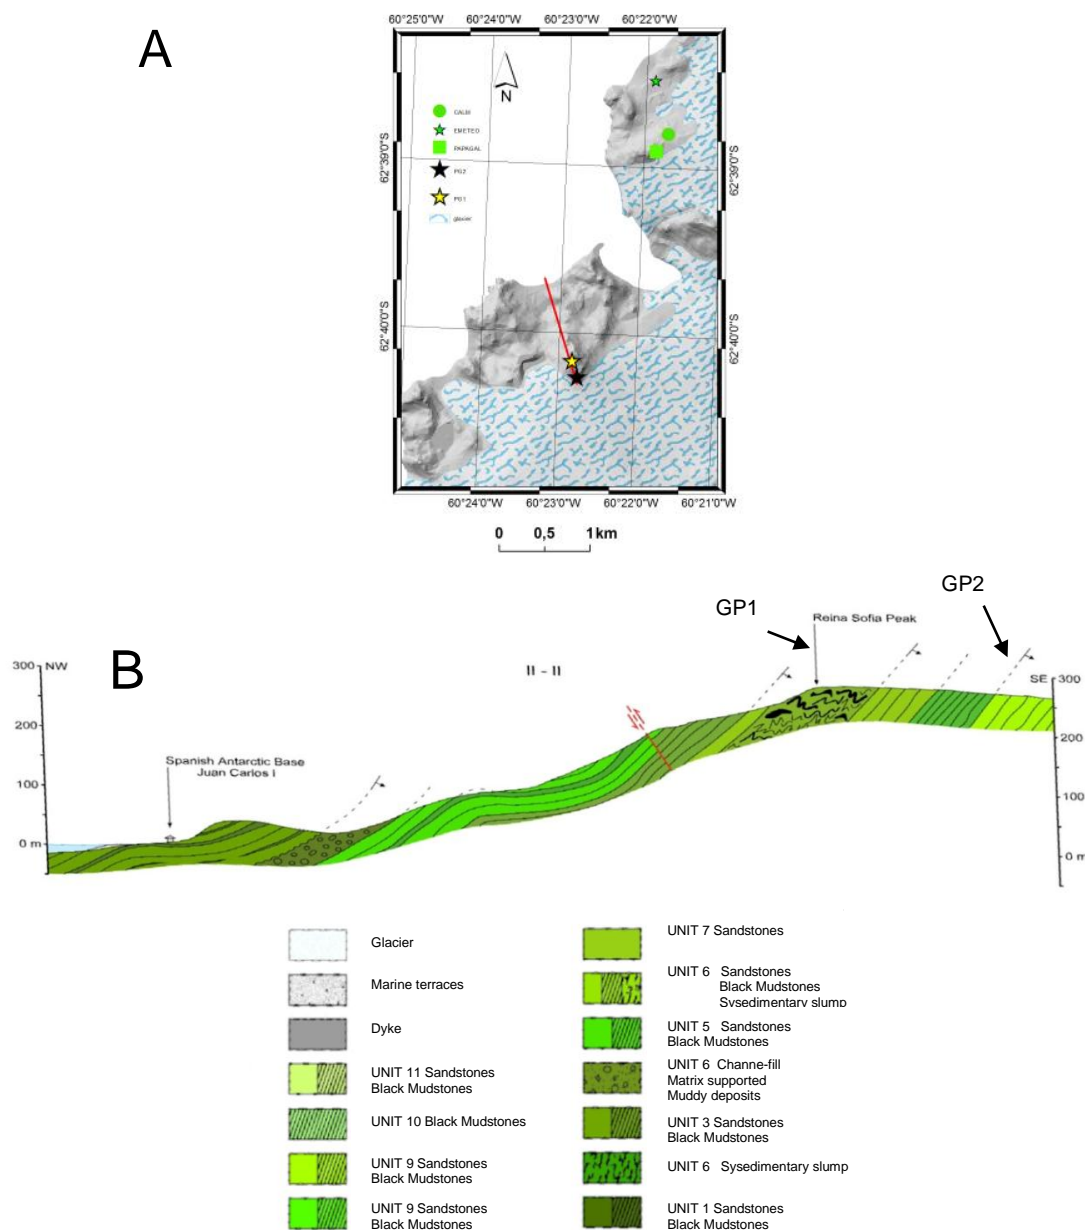 A
60°25'0"W 60°24'0"W 60°23'0"W 60°22'0"W
N
CALM
EMETEO
PAPAGAL
PG2
PG1
glacier
62°39'0"S
62°39'0"S
62°40'0"S
62°40'0"S
60°24'0"W 60°23'0"W 60°22'0"W 60°21'0"W
0 0,5 1km
GP2
GP1
Reina Sofia Peak
B
300 NW
II - II
SE 300
200
200
Spanish Antarctic Base
Juan Carlos I
100
100
0 m
0 m
Glacier
Marine terraces
Dyke
UNIT 11 Sandstones
Black Mudstones
UNIT 10 Black Mudstones
UNIT 9 Sandstones
Black Mudstones
UNIT 9 Sandstones
Black Mudstones
UNIT 7 Sandstones
UNIT 6 Sandstones
Black Mudstones
Sysedimentary slump
UNIT 5 Sandstones
Black Mudstones
UNIT 6 Channe-fill
Matrix supported
Muddy deposits
UNIT 3 Sandstones
Black Mudstones
UNIT 6 Sysedimentary slump
UNIT 1 Sandstones
Black Mudstones